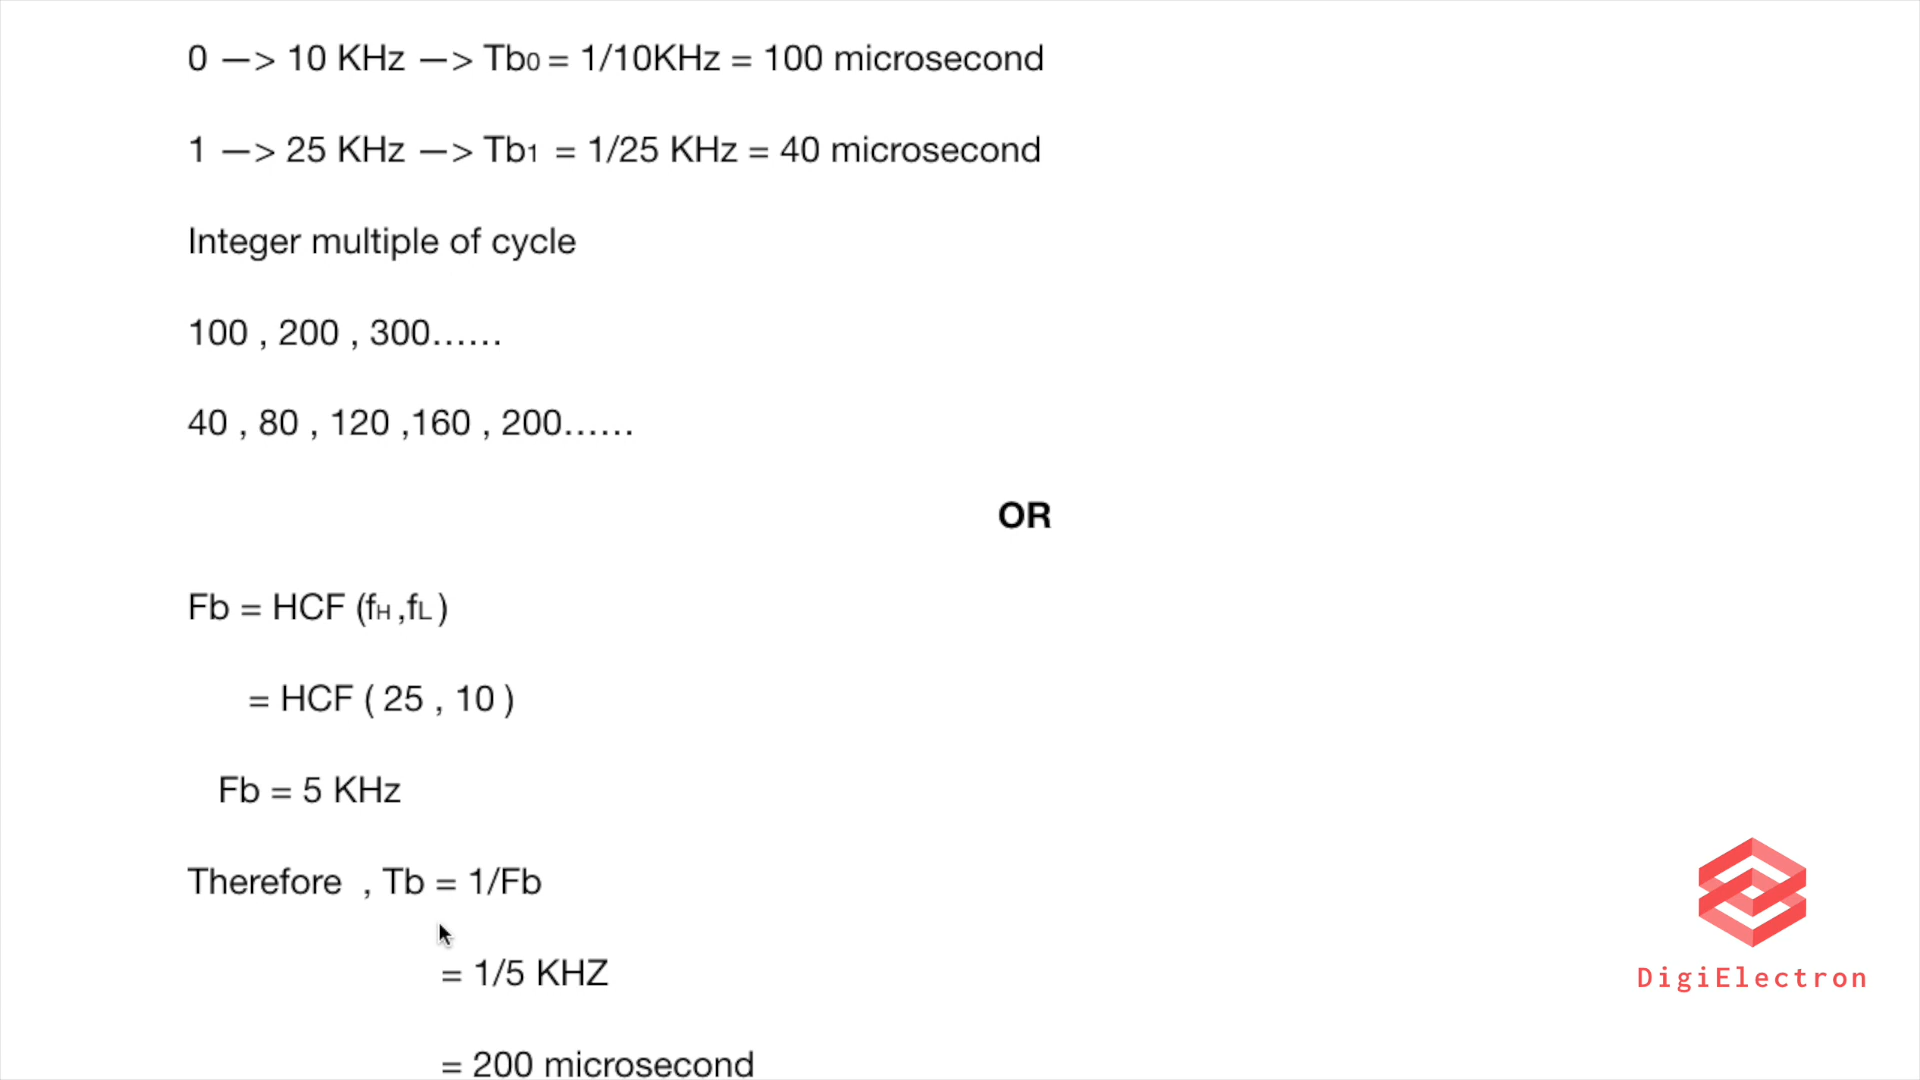 0 —> 10 KHz —> Tb0 = 1/10KHz = 100 microsecond
1 —> 25 KHz —> Tb1 = 1/25 KHz = 40 microsecond
Integer multiple of cycle
100 , 200 , 300......
40 , 80 , 120 ,160 , 200......
OR
Fb = HCF (fH ,fL )
= HCF ( 25 , 10 )
Fb = 5 KHz
Therefore , Tb = 1/Fb
= 1/5 KHZ
DigiElectron
= 200 microsecond